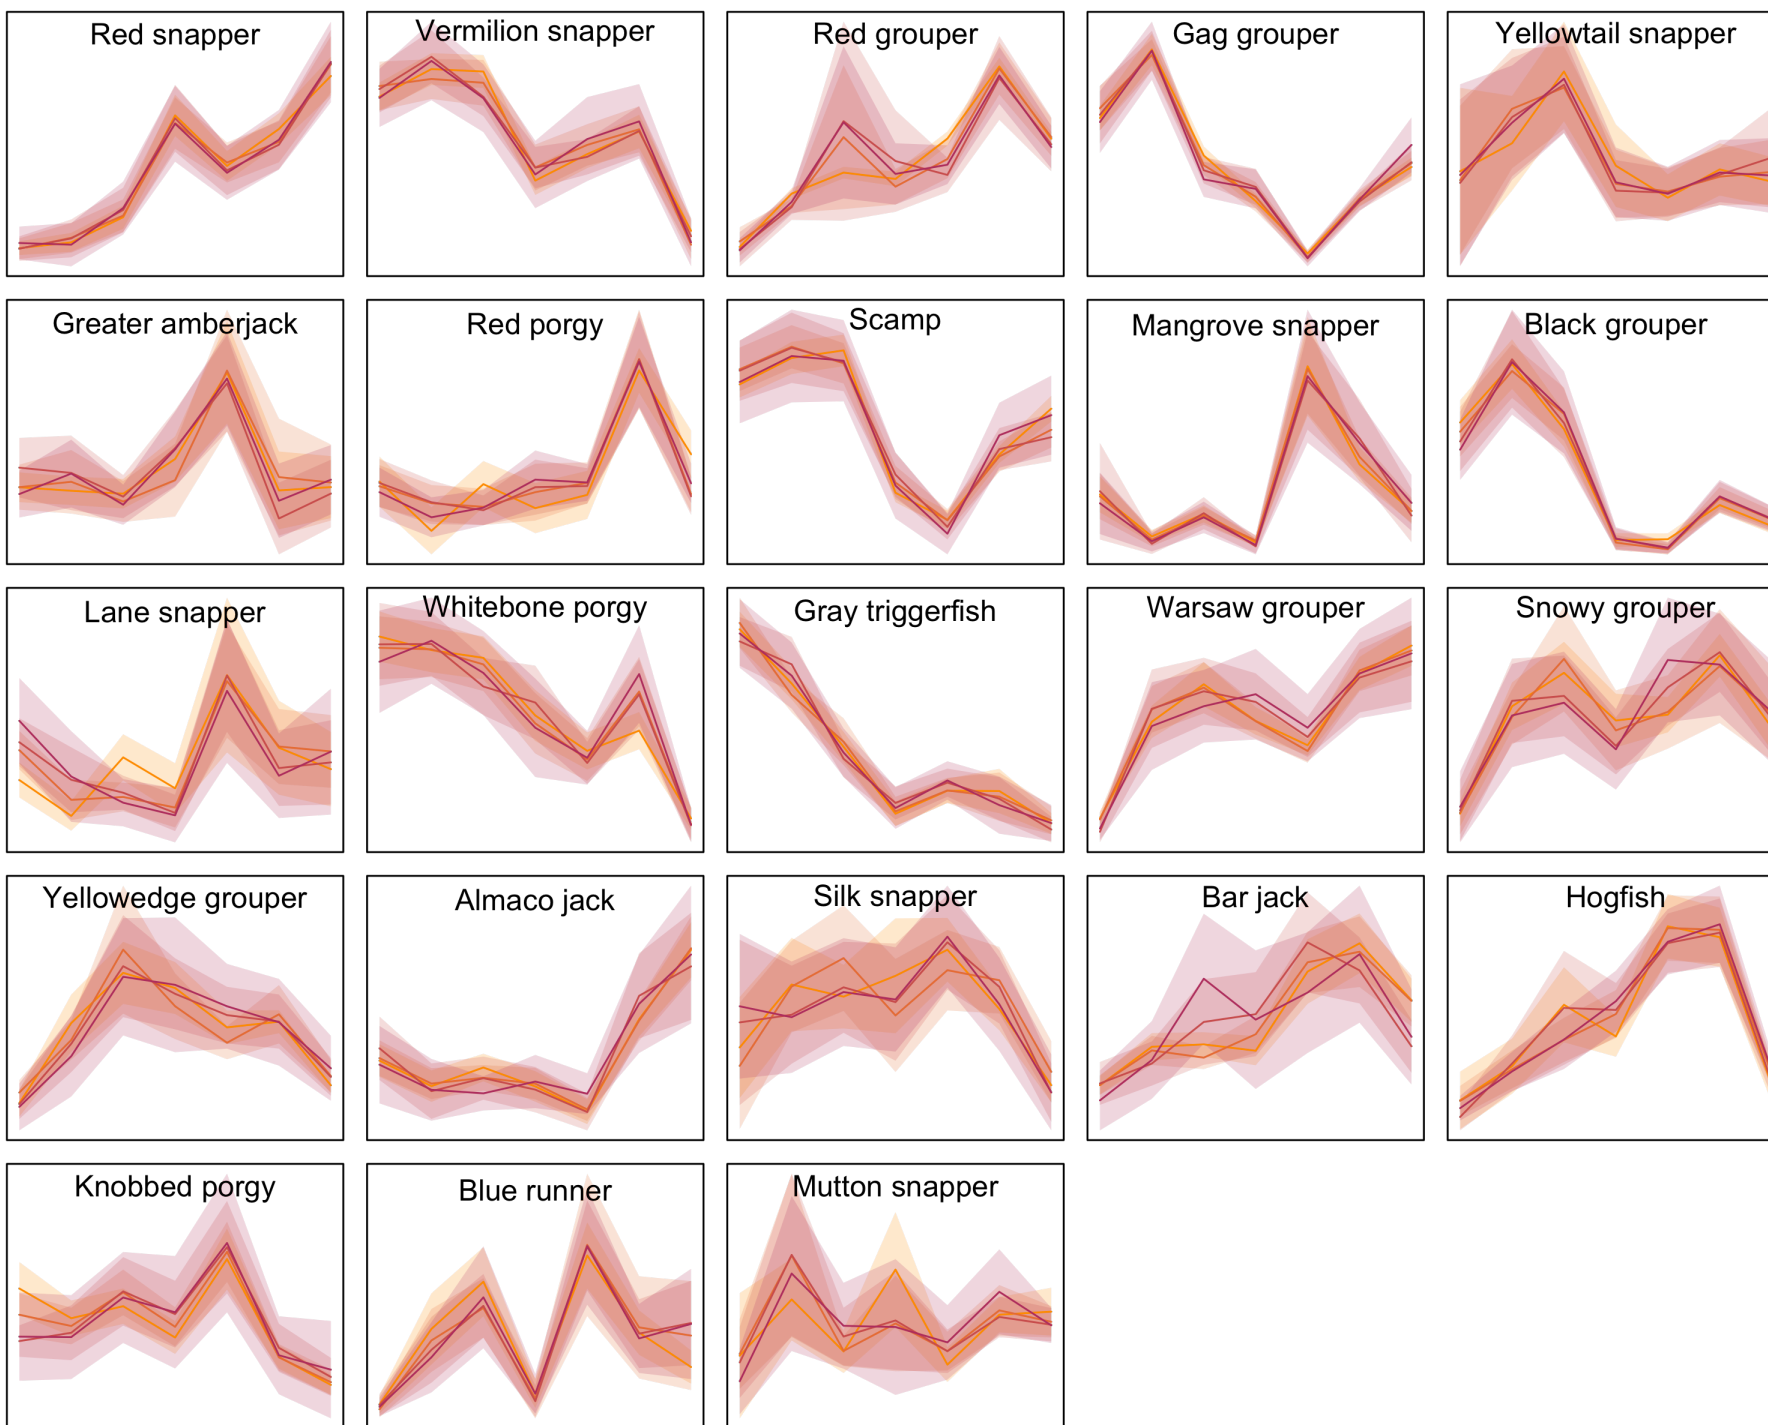 Red snapper
Vermilion snapper
Red grouper
Gag grouper
Yellowtail snapper
Greater amberjack
Red porgy
Scamp
Mangrove snapper
Black grouper
Lane snapper
Whitebone porgy
Gray triggerfish
Warsaw grouper
Snowy grouper
Yellowedge grouper
Almaco jack
Silk snapper
Bar jack
Hogfish
Knobbed porgy
Blue runner
Mutton snapper